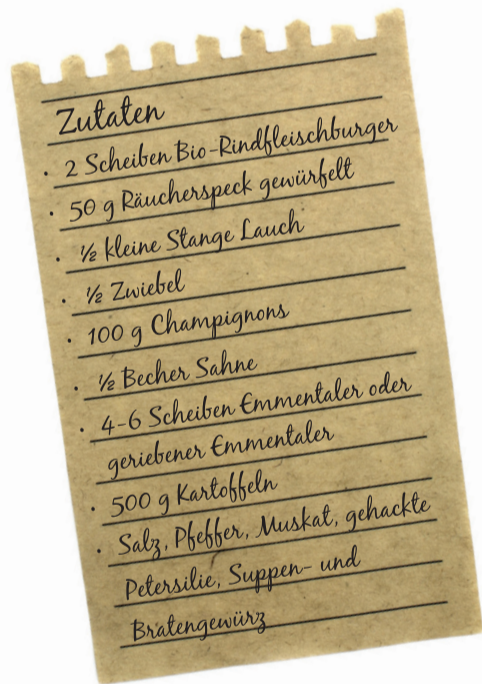 Zutaten
· 2 Scheiben Bio-Rindfleischburger
· 50 g Räucherspeck gewürfelt
· ½ kleine Stange Lauch
· ½ Zwiebel
· 100 g Champignons
· ½ Becher Sahne
· 4-6 Scheiben Emmentaler oder
geriebener Emmentaler
· 500 g Kartoffeln
· Salz, Pfeffer, Muskat, gehackte
Petersilie, Suppen- und
Bratengewürz